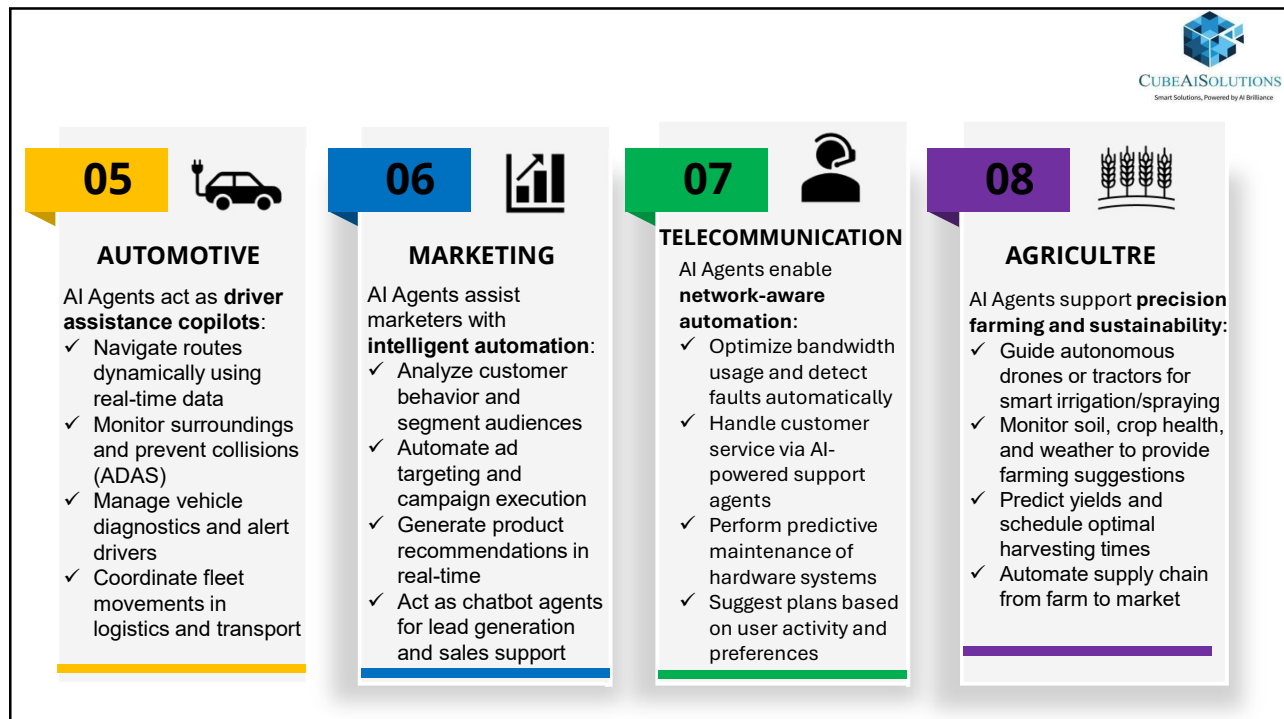 CUBEAISOLUTIONS
Smart Solutions, Powered by AI Brilliance
05
AUTOMOTIVE
AI Agents act as driver
assistance copilots:
✓ Navigate routes
dynamically using
real-time data
✓ Monitor surroundings
and prevent collisions
(ADAS)
✓ Manage vehicle
diagnostics and alert
drivers
✓ Coordinate fleet
movements in
logistics and transport
06
MARKETING
AI Agents assist
marketers with
intelligent automation:
✓ Analyze customer
behavior and
segment audiences
✓ Automate ad
targeting and
campaign execution
✓ Generate product
recommendations in
real-time
✓ Act as chatbot agents
for lead generation
and sales support
07
TELECOMMUNICATION
AI Agents enable
network-aware
automation:
✓ Optimize bandwidth
usage and detect
faults automatically
✓ Handle customer
service via AI-
powered support
agents
✓ Perform predictive
maintenance of
hardware systems
✓ Suggest plans based
on user activity and
preferences
08
AGRICULTRE
AI Agents support precision
farming and sustainability:
✓ Guide autonomous
drones or tractors for
smart irrigation/spraying
✓ Monitor soil, crop health,
and weather to provide
farming suggestions
✓ Predict yields and
schedule optimal
harvesting times
✓ Automate supply chain
from farm to market